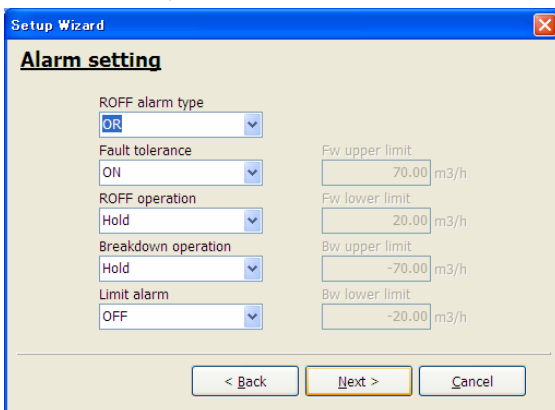 Setup Wizard
Alarm setting
ROFF alarm type
OR
Fault tolerance
ON
ROFF operation
Hold
Breakdown operation
Hold
Limit alarm
OFF
Fw upper limit
70.00 m3/h
Fw lower limit
20.00 m3/h
Bw upper limit
-70.00 m3/h
Bw lower limit
-20.00 m3/h
< Back
Next >
Cancel